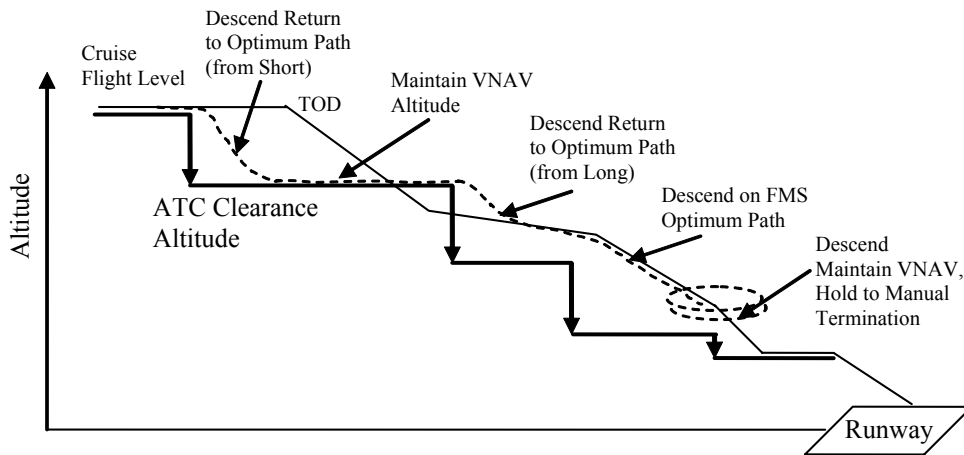 Descend Return
to Optimum Path
(from Short)
Cruise
Flight Level
Maintain VNAV
Altitude
TOD
Descend Return
to Optimum Path
(from Long)
Descend on FMS
Optimum Path
ATC Clearance
Altitude
Descend
Maintain VNAV,
Hold to Manual
Termination
Altitude
Runway